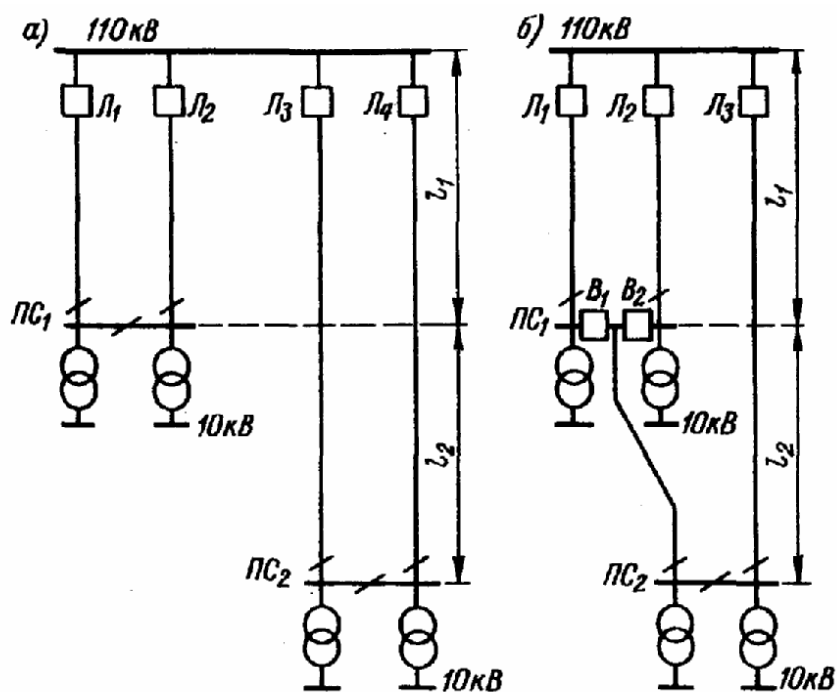 а) 110кВ
Л₁ Л₂ Л₃ Л₄
l₁
ПС₁
10кВ
l₂
ПС₂
10кВ
б) 110кВ
Л₁ Л₂ Л₃
l₁
В₁ В₂
ПС₁
10кВ
l₂
ПС₂
10кВ